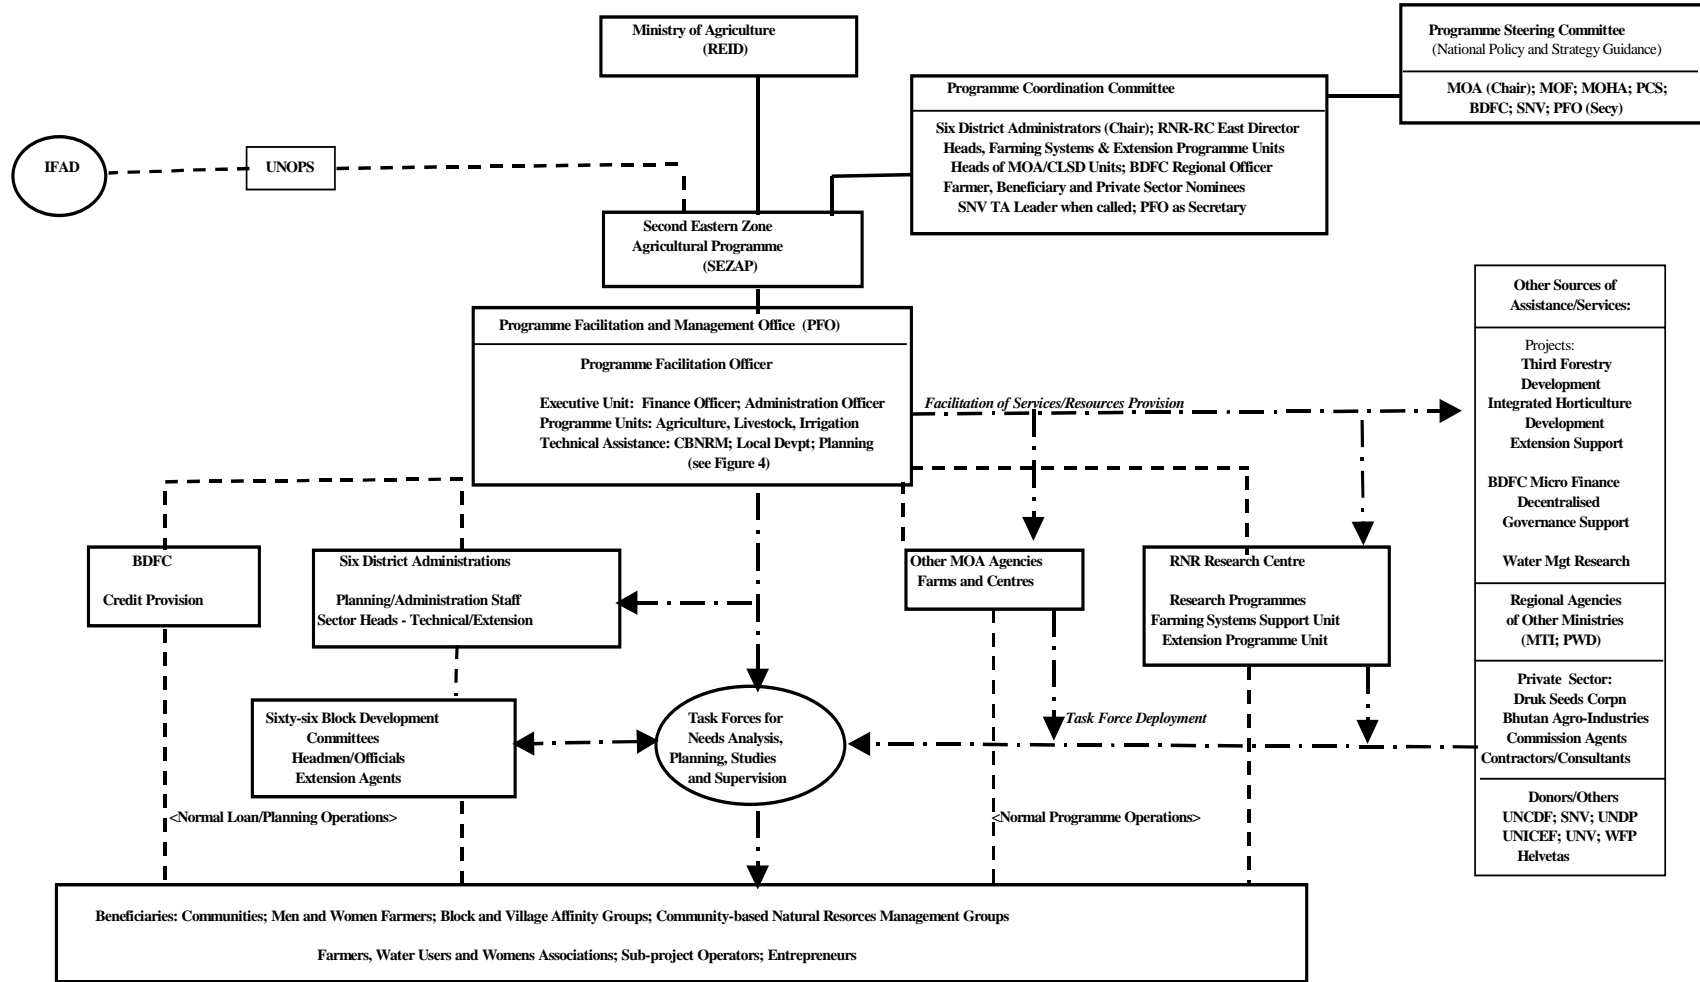 Ministry of Agriculture
(REID)
Programme Steering Committee
(National Policy and Strategy Guidance)
MOA (Chair); MOF; MOHA; PCS;
BDFC; SNV; PFO (Secy)
Programme Coordination Committee
Six District Administrators (Chair); RNR-RC East Director
Heads, Farming Systems & Extension Programme Units
Heads of MOA/CLSD Units; BDFC Regional Officer
Farmer, Beneficiary and Private Sector Nominees
SNV TA Leader when called; PFO as Secretary
IFAD
UNOPS
Second Eastern Zone
Agricultural Programme
(SEZAP)
Programme Facilitation and Management Office (PFO)
Programme Facilitation Officer
Executive Unit: Finance Officer; Administration Officer
Programme Units: Agriculture, Livestock, Irrigation
Technical Assistance: CBNRM; Local Devpt; Planning
(see Figure 4)
Facilitation of Services/Resources Provision
Other Sources of
Assistance/Services:
Projects:
Third Forestry
Development
Integrated Horticulture
Development
Extension Support
BDFC Micro Finance
Decentralised
Governance Support
Water Mgt Research
Regional Agencies
of Other Ministries
(MTI; PWD)
Private Sector:
Druk Seeds Corpn
Bhutan Agro-Industries
Commission Agents
Contractors/Consultants
Donors/Others
UNCDF; SNV; UNDP
UNICEF; UNV; WFP
Helvetas
BDFC
Credit Provision
Six District Administrations
Planning/Administration Staff
Sector Heads - Technical/Extension
Other MOA Agencies
Farms and Centres
RNR Research Centre
Research Programmes
Farming Systems Support Unit
Extension Programme Unit
Sixty-six Block Development
Committees
Headmen/Officials
Extension Agents
Task Forces for
Needs Analysis,
Planning, Studies
and Supervision
Task Force Deployment
<Normal Loan/Planning Operations>
<Normal Programme Operations>
Beneficiaries: Communities; Men and Women Farmers; Block and Village Affinity Groups; Community-based Natural Resorces Management Groups
Farmers, Water Users and Womens Associations; Sub-project Operators; Entrepreneurs